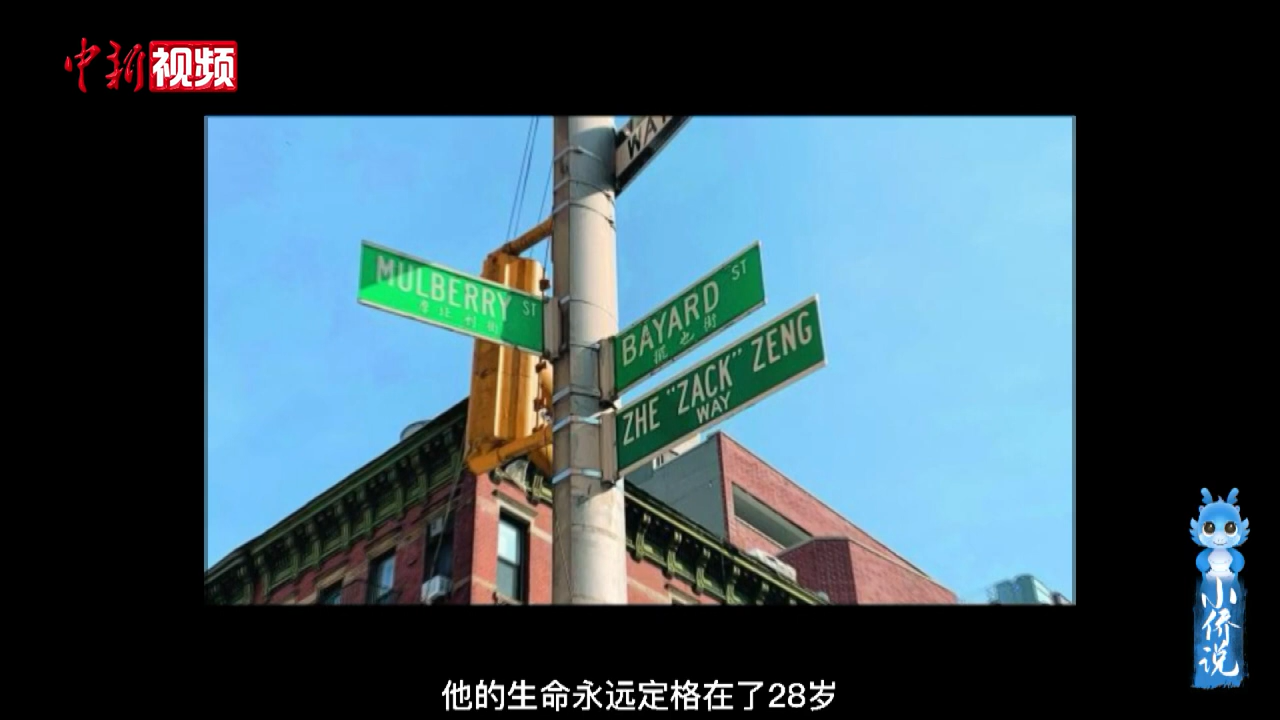 中新视频
WAY
MULBERRY ST
BAYARD ST
ZHE "ZACK" ZENG
WAY
小侨说
他的生命永远定格在了28岁